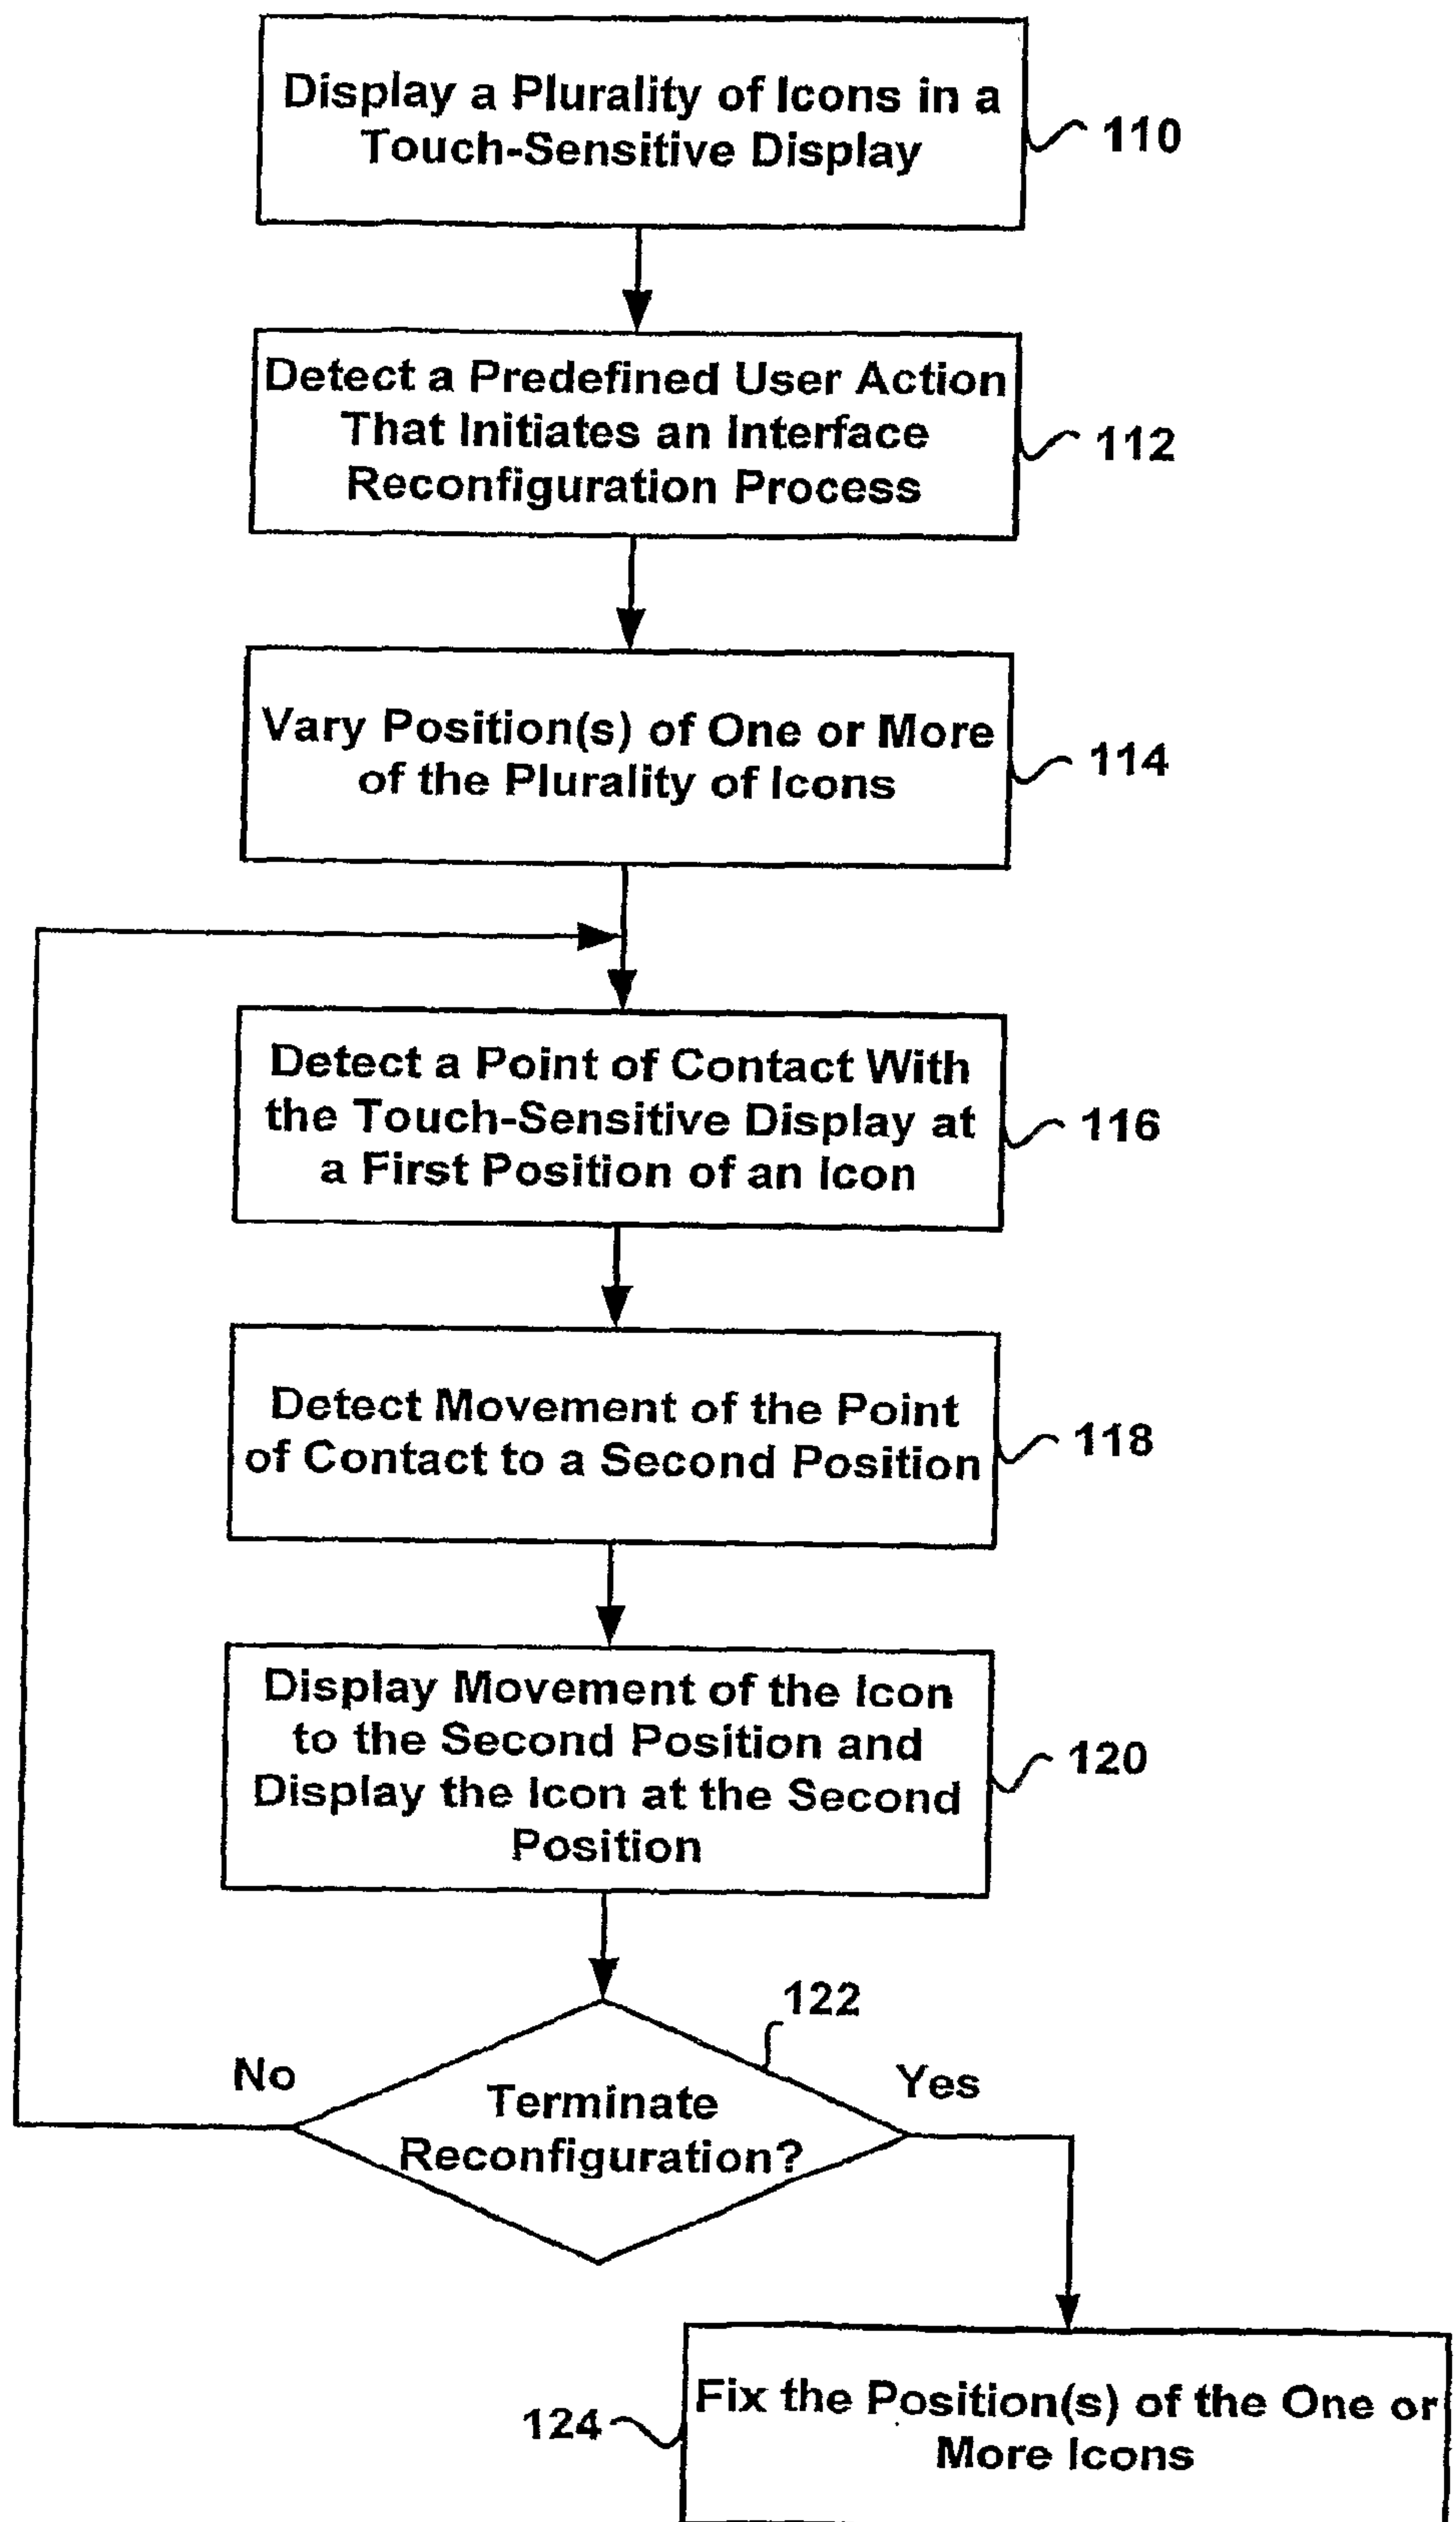 Display a Plurality of Icons in a
Touch-Sensitive Display
110
Detect a Predefined User Action
That Initiates an Interface
Reconfiguration Process
112
Vary Position(s) of One or More
of the Plurality of Icons
114
Detect a Point of Contact With
the Touch-Sensitive Display at
a First Position of an Icon
116
Detect Movement of the Point
of Contact to a Second Position
118
Display Movement of the Icon
to the Second Position and
Display the Icon at the Second
Position
120
122
No
Yes
Terminate
Reconfiguration?
Fix the Position(s) of the One or
More Icons
124